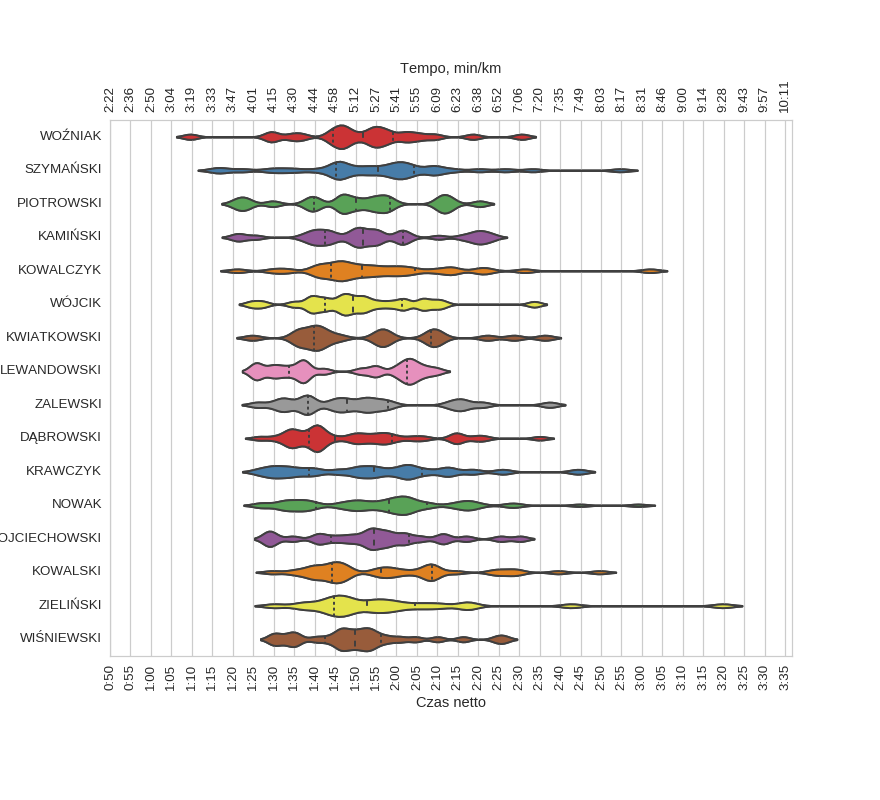 Tempo, min/km
2:22 2:36 2:50 3:04 3:19 3:33 3:47 4:01 4:15 4:30 4:44 4:58 5:12 5:27 5:41 5:55 6:09 6:23 6:38 6:52 7:06 7:20 7:35 7:49 8:03 8:17 8:31 8:46 9:00 9:14 9:28 9:43 9:57 10:11
WOŹNIAK
SZYMAŃSKI
PIOTROWSKI
KAMIŃSKI
KOWALCZYK
WÓJCIK
KWIATKOWSKI
LEWANDOWSKI
ZALEWSKI
DĄBROWSKI
KRAWCZYK
NOWAK
OJCIECHOWSKI
KOWALSKI
ZIELIŃSKI
WIŚNIEWSKI
0:50 0:55 1:00 1:05 1:10 1:15 1:20 1:25 1:30 1:35 1:40 1:45 1:50 1:55 2:00 2:05 2:10 2:15 2:20 2:25 2:30 2:35 2:40 2:45 2:50 2:55 3:00 3:05 3:10 3:15 3:20 3:25 3:30 3:35
Czas netto